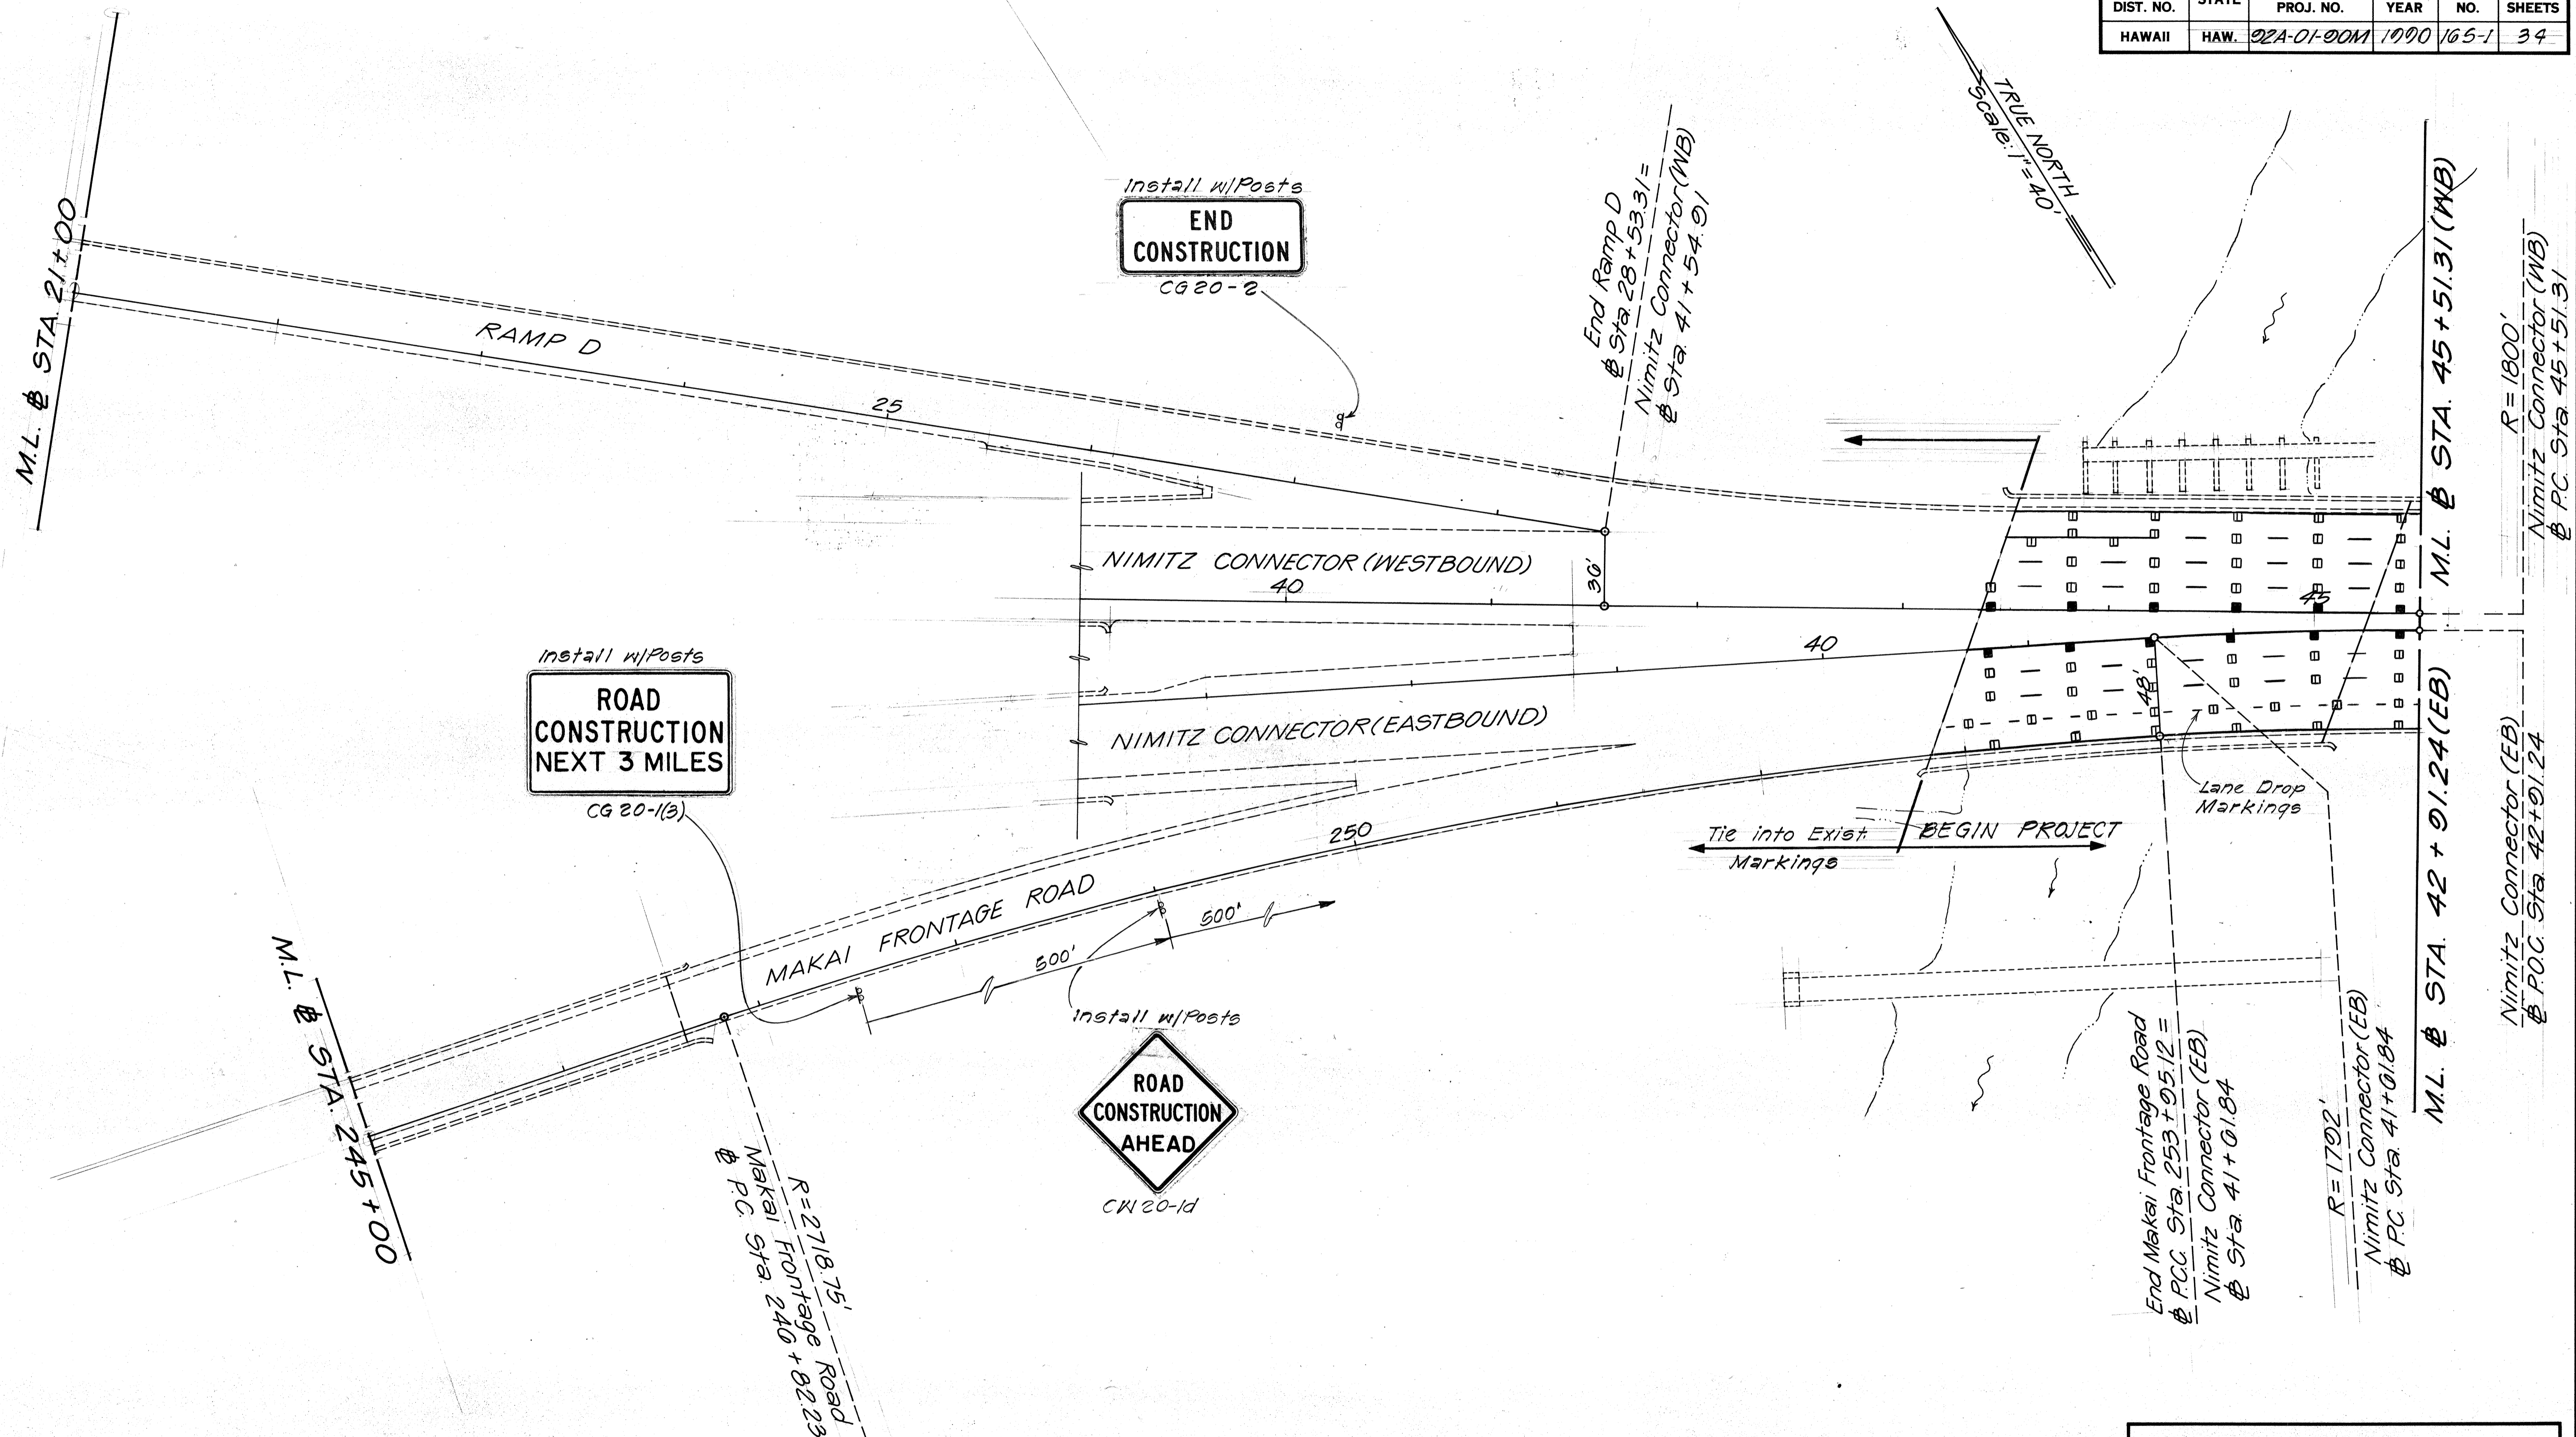 DIST. NO. STATE PROJ. NO. YEAR NO. SHEETS
HAWAII HAW. 92A-01-90M 1990 165-1 34
TRUE NORTH
Scale: 1" = 40'
M.L. ⅊ STA. 21+00
RAMP D
25
Install w/Posts
END
CONSTRUCTION
CG 20-2
End Ramp D
⅊ Sta. 28+53.31 =
Nimitz Connector (WB)
⅊ Sta. 41+54.91
NIMITZ CONNECTOR (WESTBOUND)
40
36'
45
40
48'
NIMITZ CONNECTOR (EASTBOUND)
M.L. ⅊ STA. 45+51.31 (WB)
R=1800'
Nimitz Connector (WB)
⅊ P.C. Sta. 45+51.31
M.L. ⅊ STA. 42+91.24 (EB)
Nimitz Connector (EB)
⅊ P.O.C. Sta. 42+91.24
Lane Drop
Markings
Tie into Exist.
Markings
BEGIN PROJECT
Install w/Posts
ROAD
CONSTRUCTION
NEXT 3 MILES
CG 20-1(3)
250
MAKAI FRONTAGE ROAD
500'
500'
Install w/Posts
ROAD
CONSTRUCTION
AHEAD
CW 20-1d
M.L. ⅊ STA. 245+00
R=2718.75'
Makai Frontage Road
⅊ P.C. Sta. 246+82.23
End Makai Frontage Road
⅊ P.C.C. Sta. 253+95.12 =
Nimitz Connector (EB)
⅊ Sta. 41+61.84
R=1792'
Nimitz Connector (EB)
⅊ P.C. Sta. 41+61.84